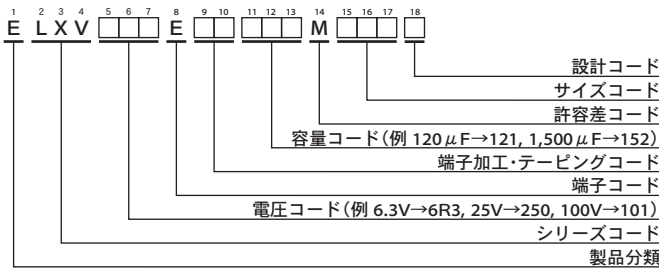 1 2 3 4 5 6 7 8 9 10 11 12 13 14 15 16 17 18
E L X V □□□ E □□ □□□ M □□□ □
設計コード
サイズコード
許容差コード
容量コード(例 120μF→121, 1,500μF→152)
端子加工・テーピングコード
端子コード
電圧コード(例 6.3V→6R3, 25V→250, 100V→101)
シリーズコード
製品分類